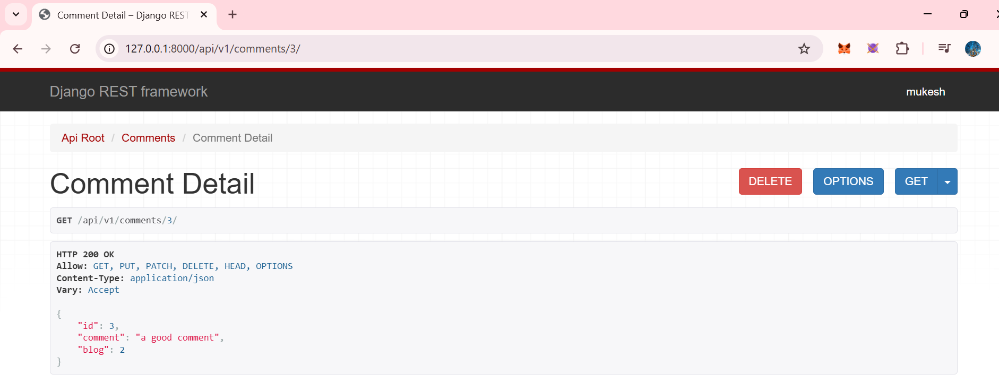 Comment Detail – Django REST
127.0.0.1:8000/api/v1/comments/3/
Django REST framework
mukesh
Api Root / Comments / Comment Detail
Comment Detail
DELETE
OPTIONS
GET
GET /api/v1/comments/3/
HTTP 200 OK
Allow: GET, PUT, PATCH, DELETE, HEAD, OPTIONS
Content-Type: application/json
Vary: Accept
{
    "id": 3,
    "comment": "a good comment",
    "blog": 2
}